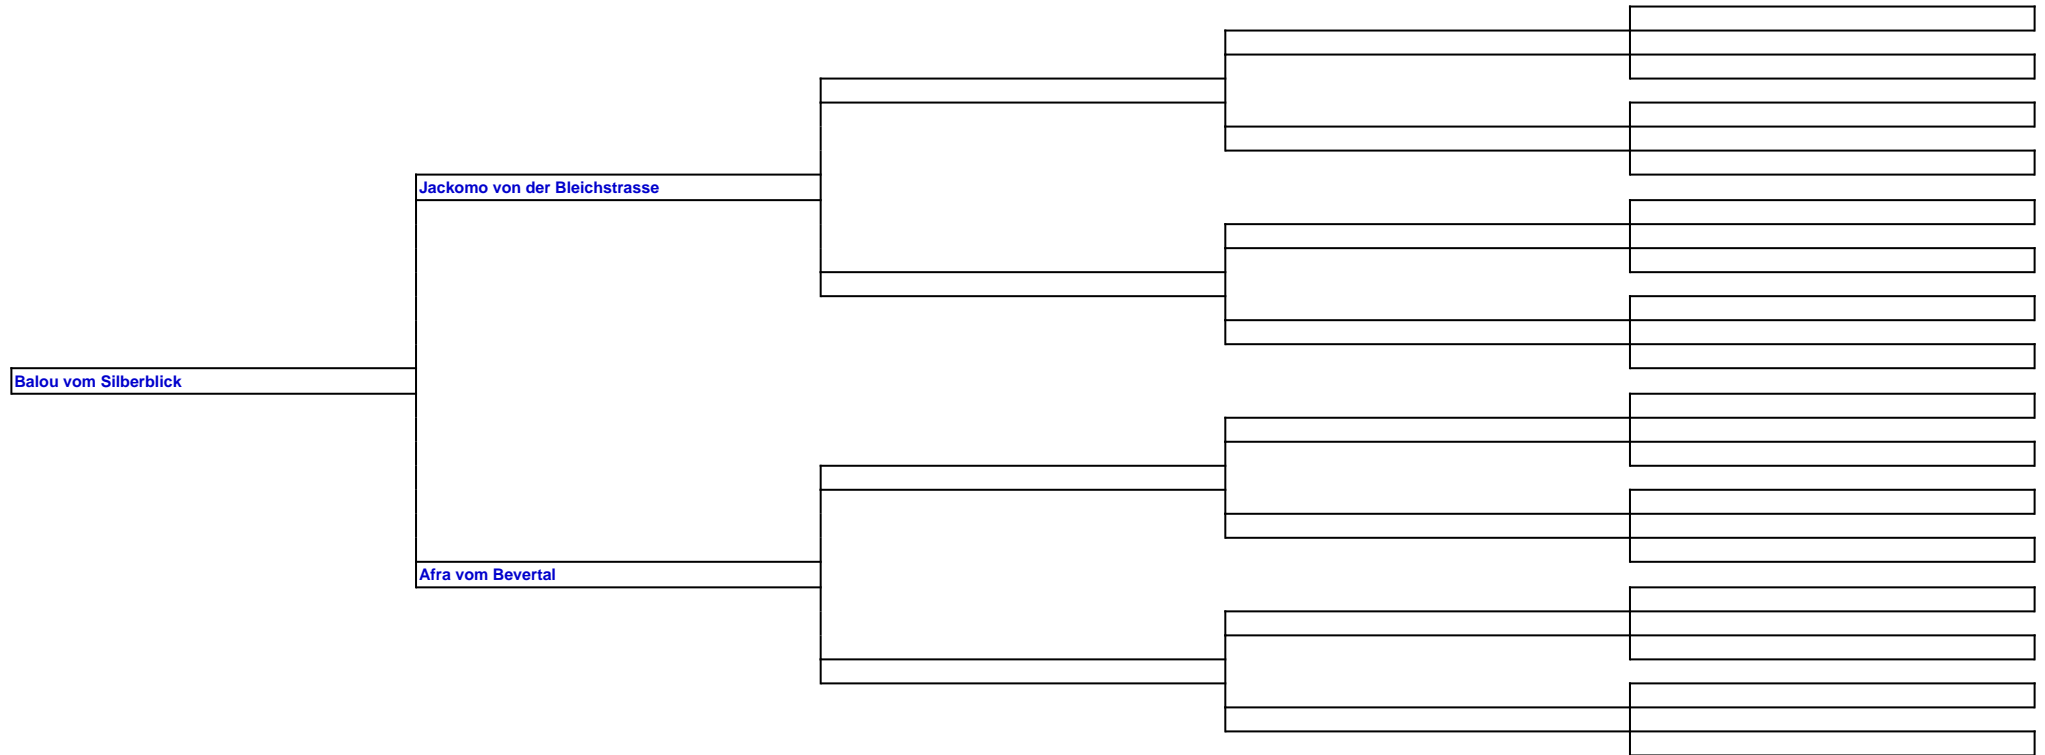 Jackomo von der Bleichstrasse
Balou vom Silberblick
Afra vom Bevertal